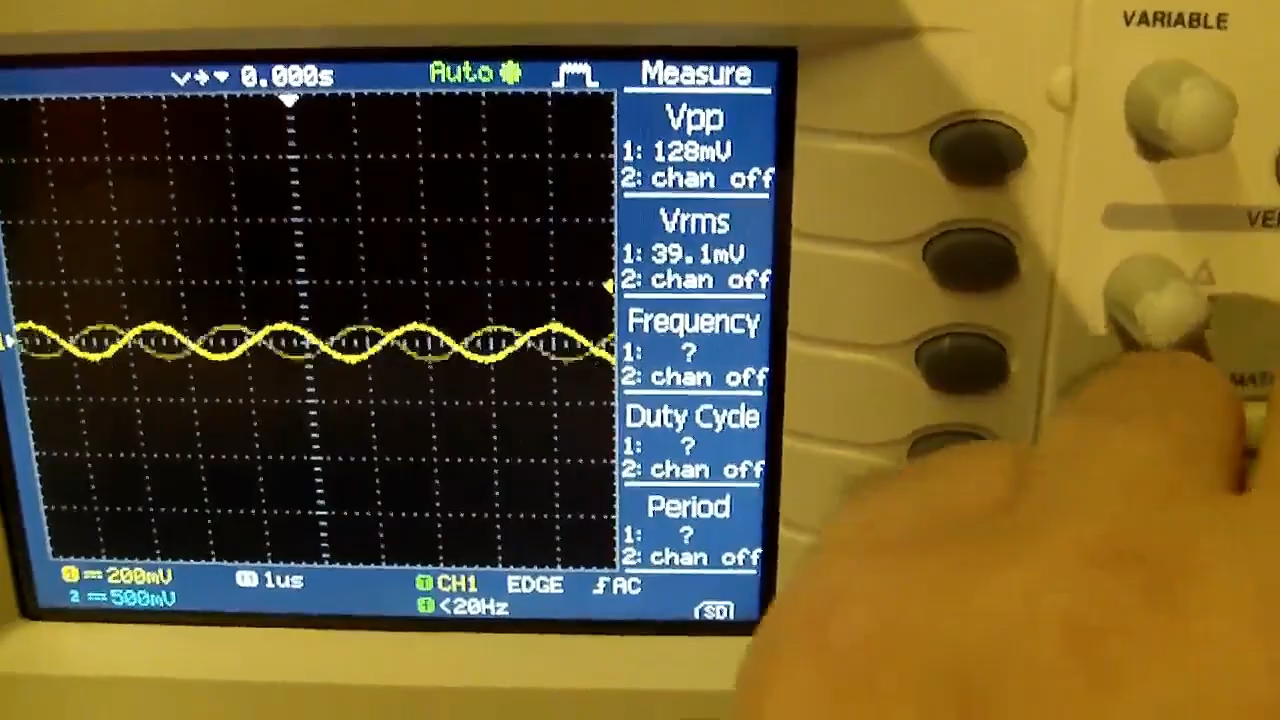 VARIABLE
0.000s Auto Measure
Vpp
1: 128mV
2: chan off
Vrms
1: 39.1mV
2: chan off
Frequency
1: ?
2: chan off
Duty Cycle
1: ?
2: chan off
Period
1: ?
2: chan off
1 200mV 1us CH1 EDGE AC
2 500mV <20Hz SD